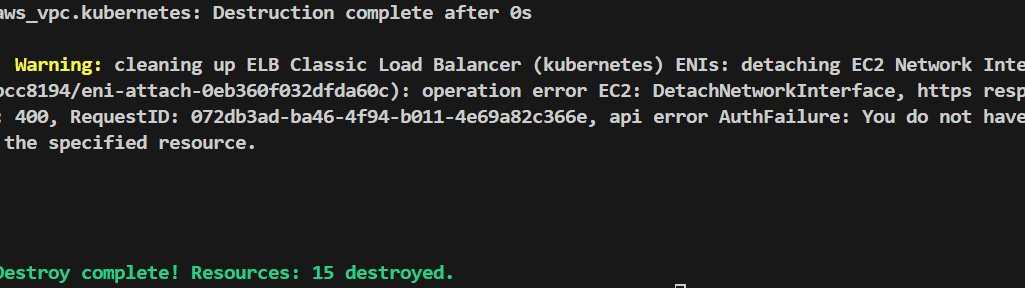 aws_vpc.kubernetes: Destruction complete after 0s
Warning: cleaning up ELB Classic Load Balancer (kubernetes) ENIs: detaching EC2 Network Inte
pcc8194/eni-attach-0eb360f032dfda60c): operation error EC2: DetachNetworkInterface, https resp
: 400, RequestID: 072db3ad-ba46-4f94-b011-4e69a82c366e, api error AuthFailure: You do not have
the specified resource.
Destroy complete! Resources: 15 destroyed.